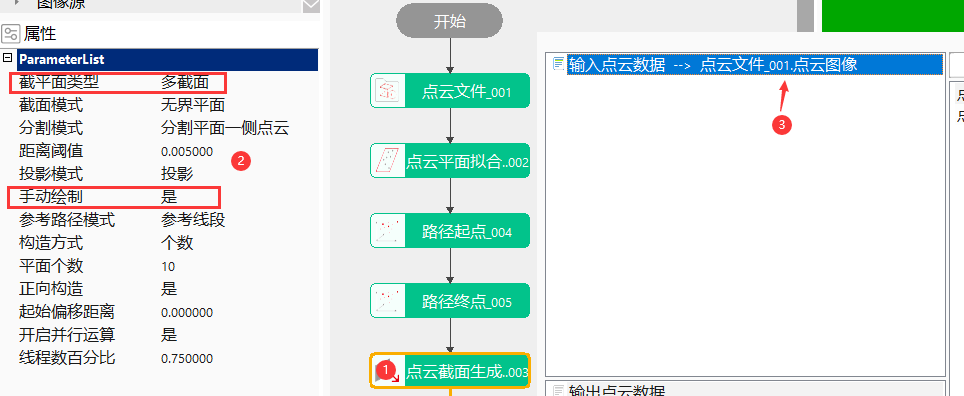 图像源
属性
ParameterList
截平面类型 多截面
截面模式 无界平面
分割模式 分割平面一侧点云
距离阈值 0.005000
2
投影模式 投影
手动绘制 是
参考路径模式 参考线段
构造方式 个数
平面个数 10
正向构造 是
起始偏移距离 0.000000
开启并行运算 是
线程数百分比 0.750000
开始
点云文件_001
点云平面拟合..002
路径起点_004
路径终点_005
1
点云截面生成..003
输入点云数据 --> 点云文件_001.点云图像
3
输出点云数据